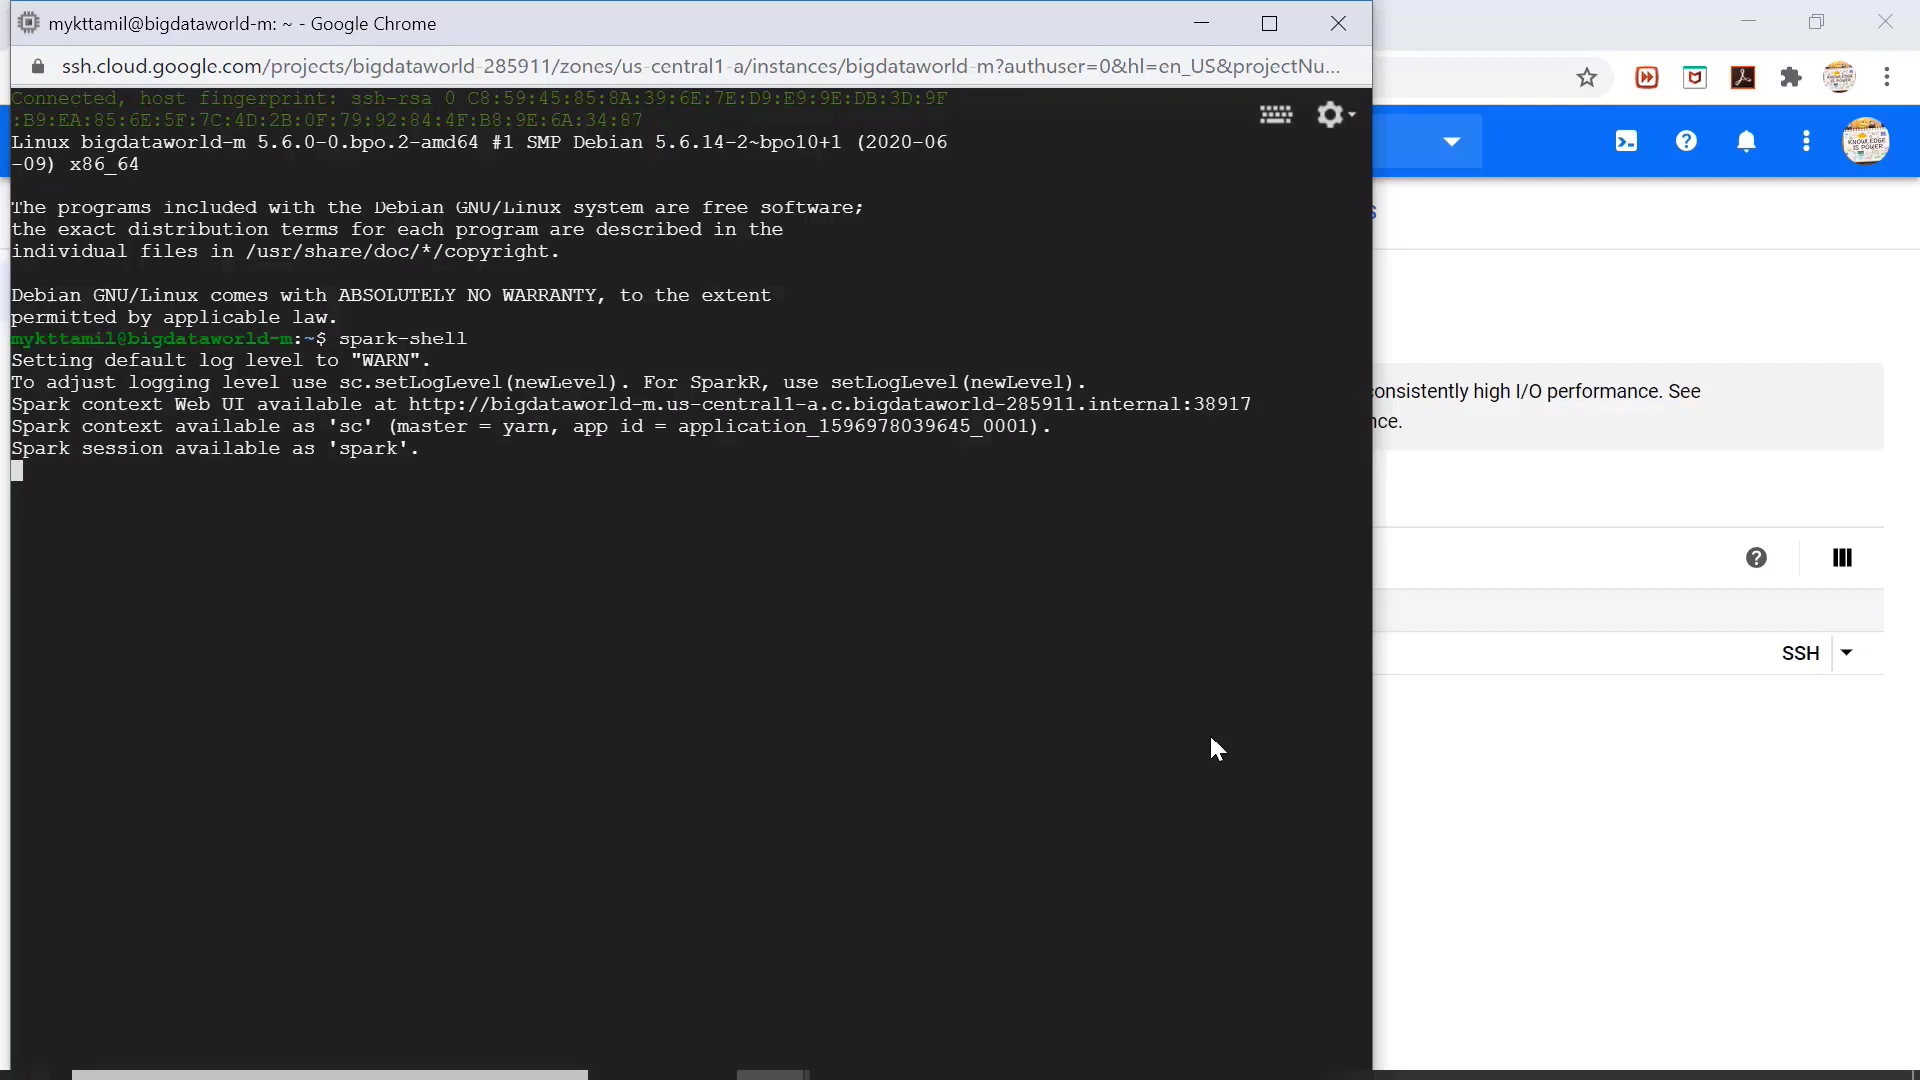 mykttamil@bigdataworld-m: ~ - Google Chrome
ssh.cloud.google.com/projects/bigdataworld-285911/zones/us-central1-a/instances/bigdataworld-m?authuser=0&hl=en_US&projectNu...
Connected, host fingerprint: ssh-rsa 0 C8:59:45:85:8A:39:6E:7E:D9:E9:9E:DB:3D:9F
:B9:EA:85:6E:5F:7C:4D:2B:0F:79:92:84:4F:B8:9E:6A:34:87
Linux bigdataworld-m 5.6.0-0.bpo.2-amd64 #1 SMP Debian 5.6.14-2~bpo10+1 (2020-06
-09) x86_64
The programs included with the Debian GNU/Linux system are free software;
the exact distribution terms for each program are described in the
individual files in /usr/share/doc/*/copyright.
Debian GNU/Linux comes with ABSOLUTELY NO WARRANTY, to the extent
permitted by applicable law.
mykttamil@bigdataworld-m:~$ spark-shell
Setting default log level to "WARN".
To adjust logging level use sc.setLogLevel(newLevel). For SparkR, use setLogLevel(newLevel).
Spark context Web UI available at http://bigdataworld-m.us-central1-a.c.bigdataworld-285911.internal:38917
Spark context available as 'sc' (master = yarn, app id = application_1596978039645_0001).
Spark session available as 'spark'.
consistently high I/O performance. See
nce.
SSH